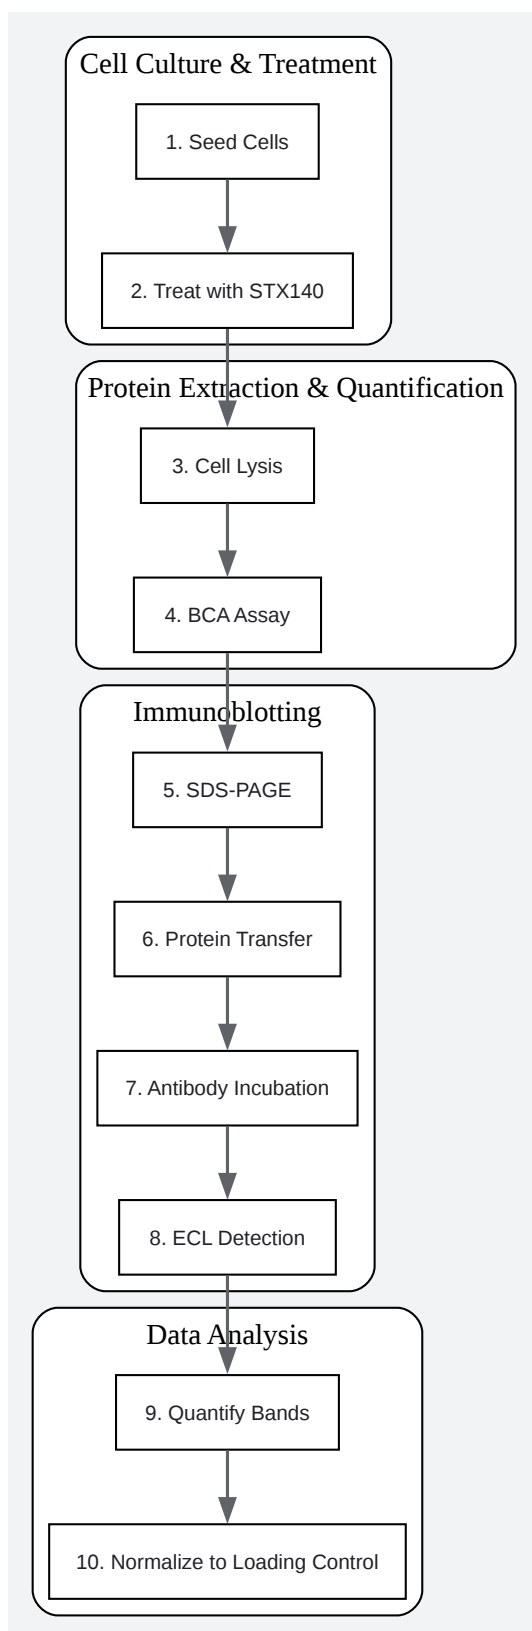 Cell Culture & Treatment
1. Seed Cells
2. Treat with STX140
Protein Extraction & Quantification
3. Cell Lysis
4. BCA Assay
Immunoblotting
5. SDS-PAGE
6. Protein Transfer
7. Antibody Incubation
8. ECL Detection
Data Analysis
9. Quantify Bands
10. Normalize to Loading Control